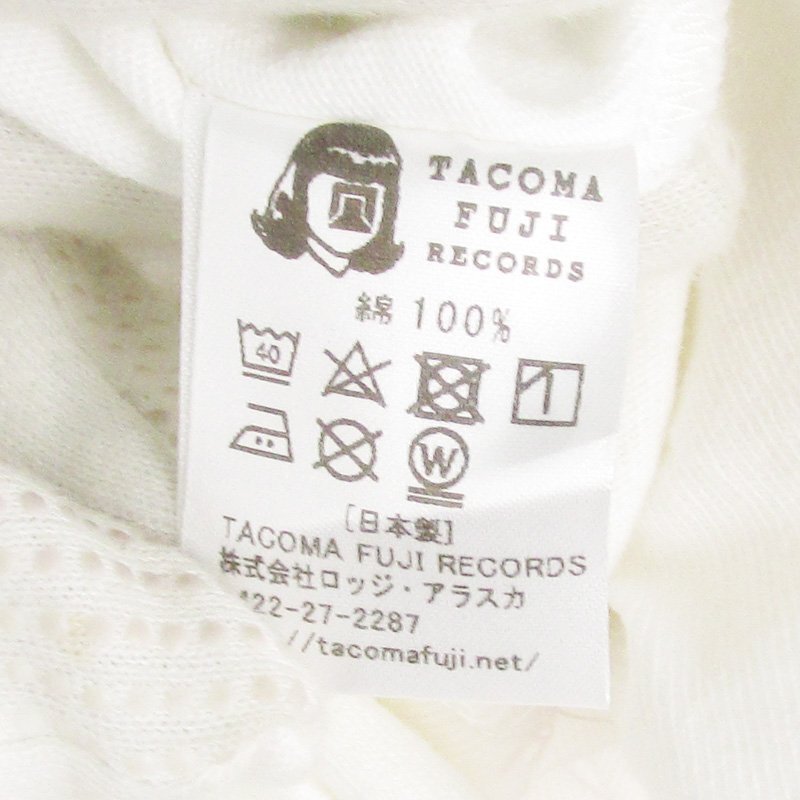 TACOMA
FUJI
RECORDS
綿 100%
40
W
[日本製]
TACOMA FUJI RECORDS
株式会社ロッジ・アラスカ
422-27-2287
//tacomafuji.net/